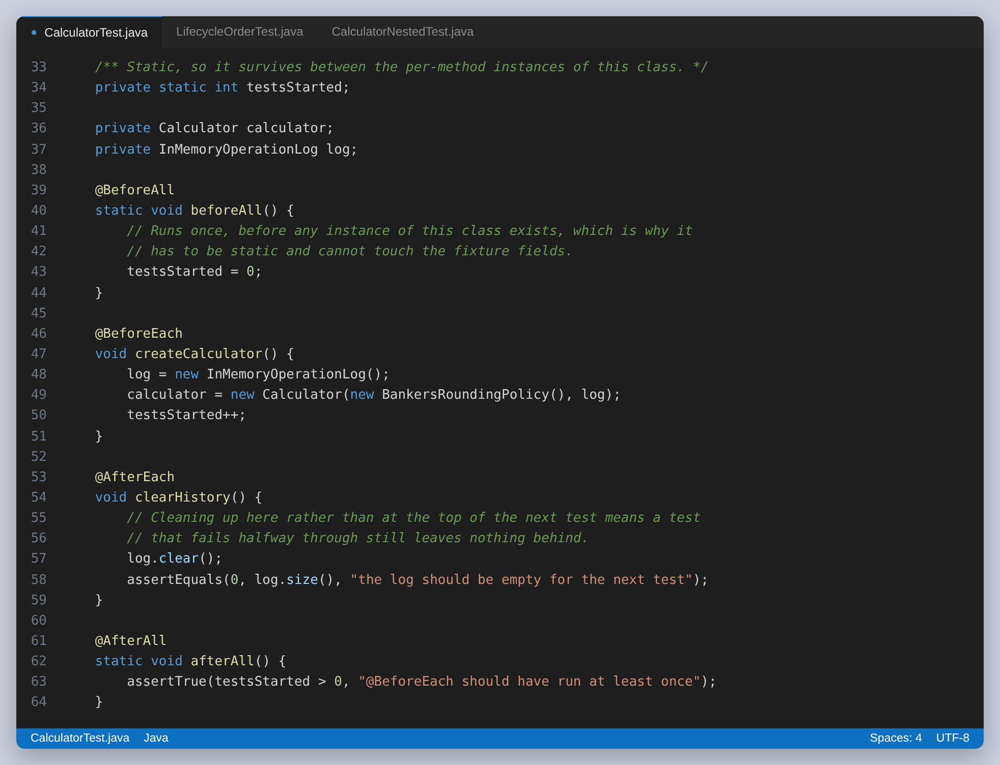 CalculatorTest.java LifecycleOrderTest.java CalculatorNestedTest.java
33 /** Static, so it survives between the per-method instances of this class. */
34 private static int testsStarted;
35
36 private Calculator calculator;
37 private InMemoryOperationLog log;
38
39 @BeforeAll
40 static void beforeAll() {
41 // Runs once, before any instance of this class exists, which is why it
42 // has to be static and cannot touch the fixture fields.
43 testsStarted = 0;
44 }
45
46 @BeforeEach
47 void createCalculator() {
48 log = new InMemoryOperationLog();
49 calculator = new Calculator(new BankersRoundingPolicy(), log);
50 testsStarted++;
51 }
52
53 @AfterEach
54 void clearHistory() {
55 // Cleaning up here rather than at the top of the next test means a test
56 // that fails halfway through still leaves nothing behind.
57 log.clear();
58 assertEquals(0, log.size(), "the log should be empty for the next test");
59 }
60
61 @AfterAll
62 static void afterAll() {
63 assertTrue(testsStarted > 0, "@BeforeEach should have run at least once");
64 }
CalculatorTest.java Java Spaces: 4 UTF-8